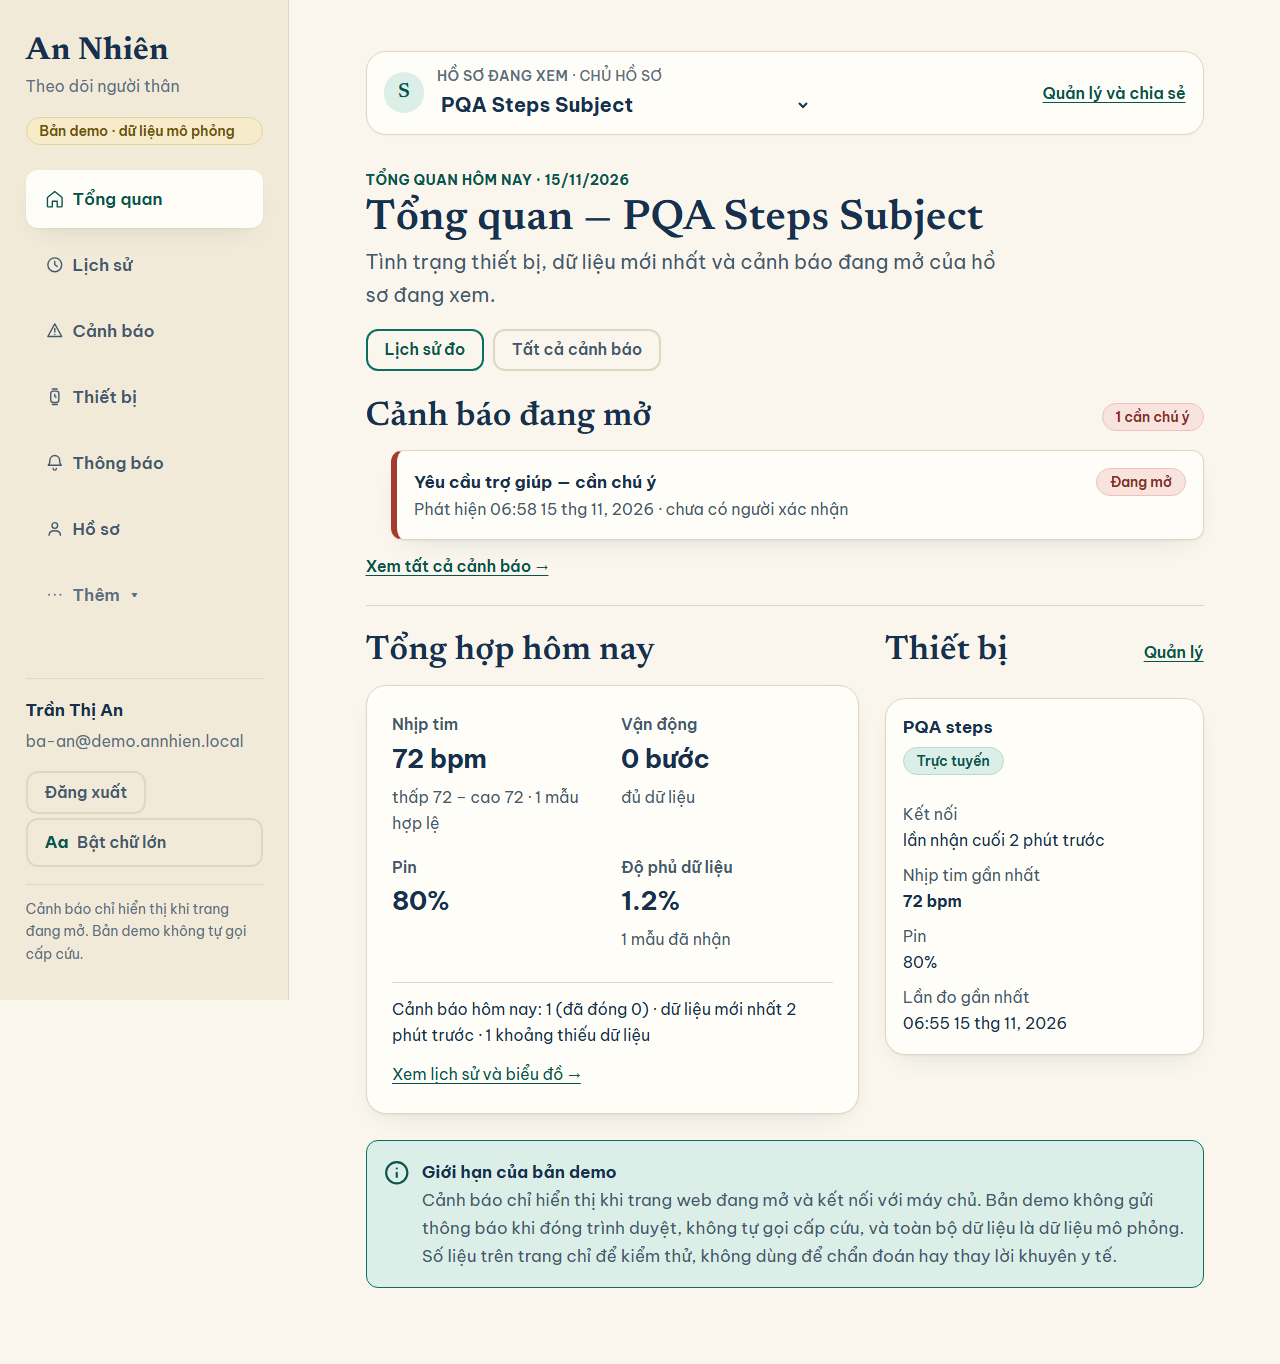 An Nhiên
Theo dõi người thân
Bản demo · dữ liệu mô phỏng
Tổng quan
Lịch sử
Cảnh báo
Thiết bị
Thông báo
Hồ sơ
Thêm
Trần Thị An
ba-an@demo.annhien.local
Đăng xuất
Aa Bật chữ lớn
Cảnh báo chỉ hiển thị khi trang
đang mở. Bản demo không tự gọi
cấp cứu.
S
HỒ SƠ ĐANG XEM · CHỦ HỒ SƠ
PQA Steps Subject
Quản lý và chia sẻ
TỔNG QUAN HÔM NAY · 15/11/2026
Tổng quan — PQA Steps Subject
Tình trạng thiết bị, dữ liệu mới nhất và cảnh báo đang mở của hồ
sơ đang xem.
Lịch sử đo
Tất cả cảnh báo
Cảnh báo đang mở
1 cần chú ý
Yêu cầu trợ giúp — cần chú ý
Đang mở
Phát hiện 06:58 15 thg 11, 2026 · chưa có người xác nhận
Xem tất cả cảnh báo →
Tổng hợp hôm nay
Nhịp tim
72 bpm
thấp 72 – cao 72 · 1 mẫu
hợp lệ
Vận động
0 bước
đủ dữ liệu
Pin
80%
Độ phủ dữ liệu
1.2%
1 mẫu đã nhận
Cảnh báo hôm nay: 1 (đã đóng 0) · dữ liệu mới nhất 2
phút trước · 1 khoảng thiếu dữ liệu
Xem lịch sử và biểu đồ →
Thiết bị
Quản lý
PQA steps
Trực tuyến
Kết nối
lần nhận cuối 2 phút trước
Nhịp tim gần nhất
72 bpm
Pin
80%
Lần đo gần nhất
06:55 15 thg 11, 2026
Giới hạn của bản demo
Cảnh báo chỉ hiển thị khi trang web đang mở và kết nối với máy chủ. Bản demo không gửi
thông báo khi đóng trình duyệt, không tự gọi cấp cứu, và toàn bộ dữ liệu là dữ liệu mô phỏng.
Số liệu trên trang chỉ để kiểm thử, không dùng để chẩn đoán hay thay lời khuyên y tế.